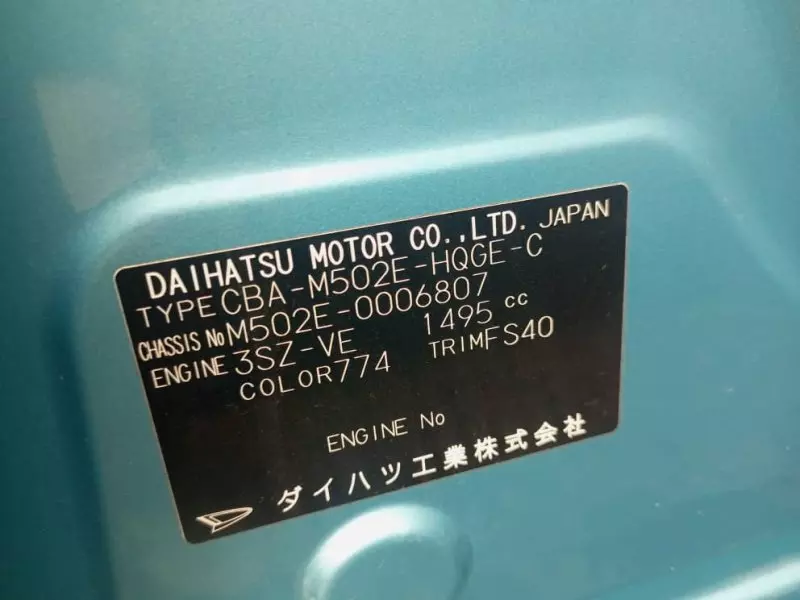 DAIHATSU MOTOR CO.,LTD. JAPAN
TYPE CBA-M502E-HQGE-C
CHASSIS No M502E-0006807
ENGINE 3SZ-VE 1495 cc
COLOR 774 TRIM FS40
ENGINE No
ダイハツ工業株式会社